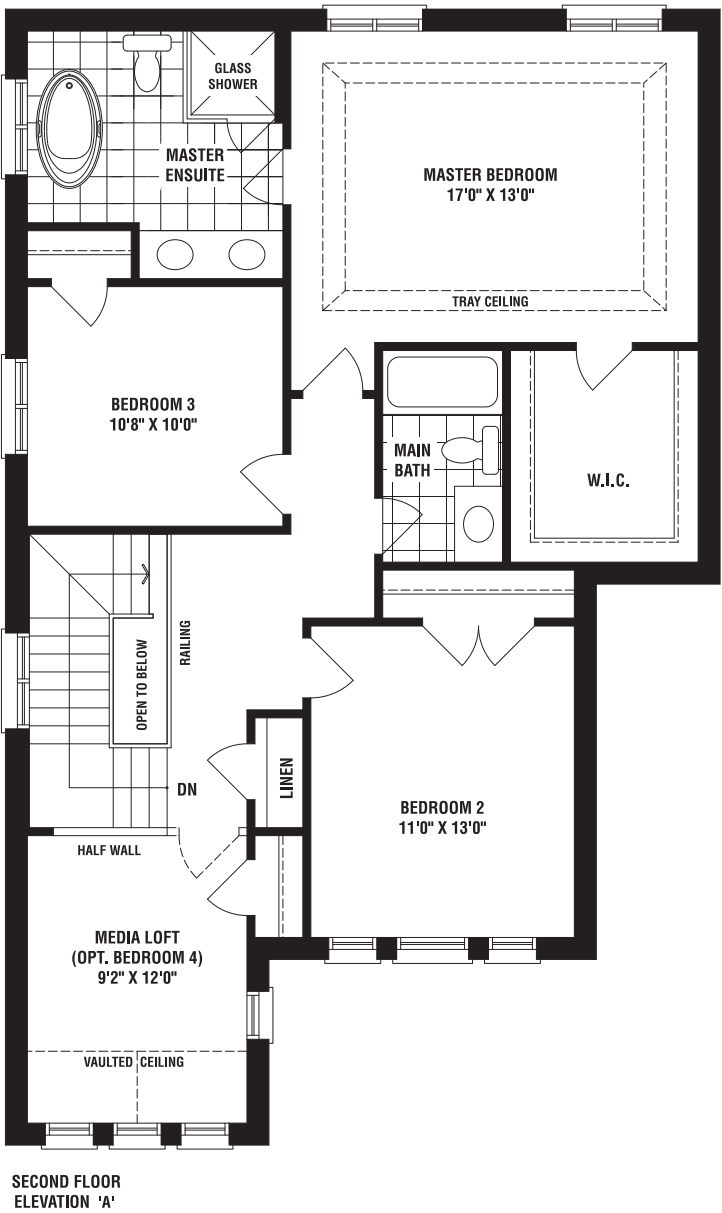 GLASS
SHOWER
MASTER
ENSUITE
MASTER BEDROOM
17'0" X 13'0"
TRAY CEILING
BEDROOM 3
10'8" X 10'0"
MAIN
BATH
W.I.C.
OPEN TO BELOW
RAILING
DN
LINEN
BEDROOM 2
11'0" X 13'0"
HALF WALL
MEDIA LOFT
(OPT. BEDROOM 4)
9'2" X 12'0"
VAULTED CEILING
SECOND FLOOR
ELEVATION 'A'